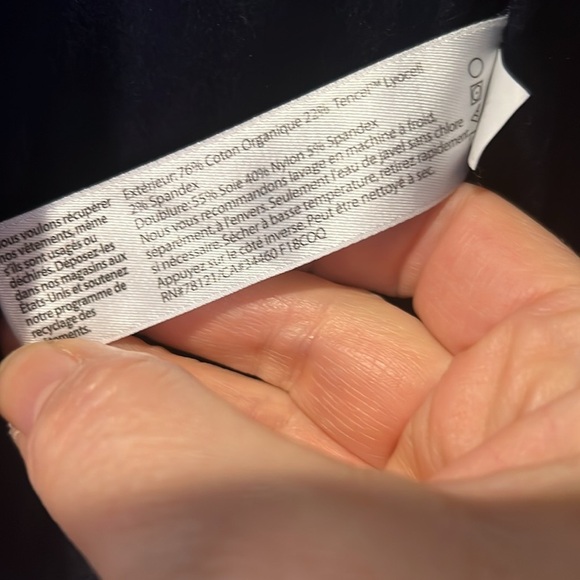 Extérieur:76% Coton Organique 22% Tencel™ Lyocell
2% Spandex
Doublure:55% Soie 40% Nylon 5% Spandex
Nous vous recommandons lavage en machine à froid,
separèment, à l'envers. Seulement l'eau de javel sans chlore
si nécessaire. Sécher à basse température, retirez rapidement.
Appuyez sur le côté inverse. Peut être nettoyé à sec.
RN#78121/CA#34460 F18CDQ
ous voulons récupérer
nos vêtements, même
s'ils sont usagés ou
déchirés. Déposez-les
dans nos magasins aux
États-Unis et soutenez
notre programme de
recyclage des